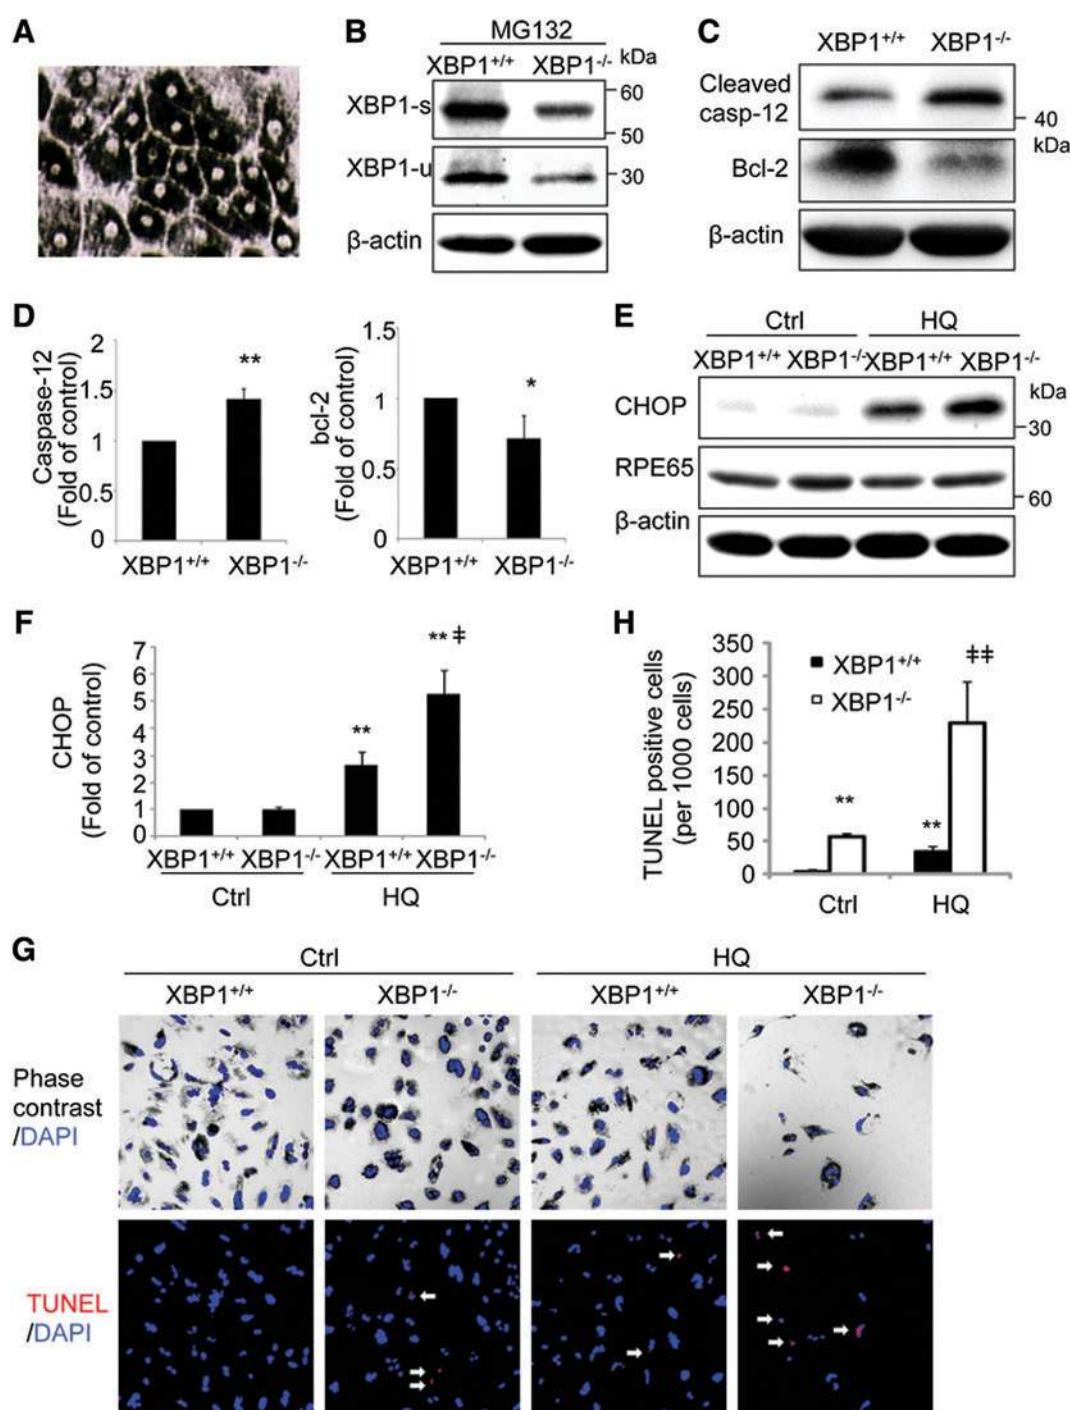 A
B
MG132
XBP1+/+ XBP1-/- kDa
XBP1-s
60
50
XBP1-u
30
β-actin
C
XBP1+/+ XBP1-/-
Cleaved
casp-12
40
kDa
Bcl-2
β-actin
D
Caspase-12
(Fold of control)
2
1.5
1
0.5
0
**
XBP1+/+ XBP1-/-
bcl-2
(Fold of control)
1.5
1
0.5
0
*
XBP1+/+ XBP1-/-
E
Ctrl HQ
XBP1+/+ XBP1-/- XBP1+/+ XBP1-/-
kDa
CHOP
30
RPE65
60
β-actin
F
CHOP
(Fold of control)
7
6
5
4
3
2
1
0
**
** ǂ
XBP1+/+ XBP1-/- XBP1+/+ XBP1-/-
Ctrl HQ
H
TUNEL positive cells
(per 1000 cells)
350
300
250
200
150
100
50
0
XBP1+/+
XBP1-/-
**
**
ǂǂ
Ctrl HQ
G
Ctrl HQ
XBP1+/+ XBP1-/- XBP1+/+ XBP1-/-
Phase
contrast
/DAPI
TUNEL
/DAPI